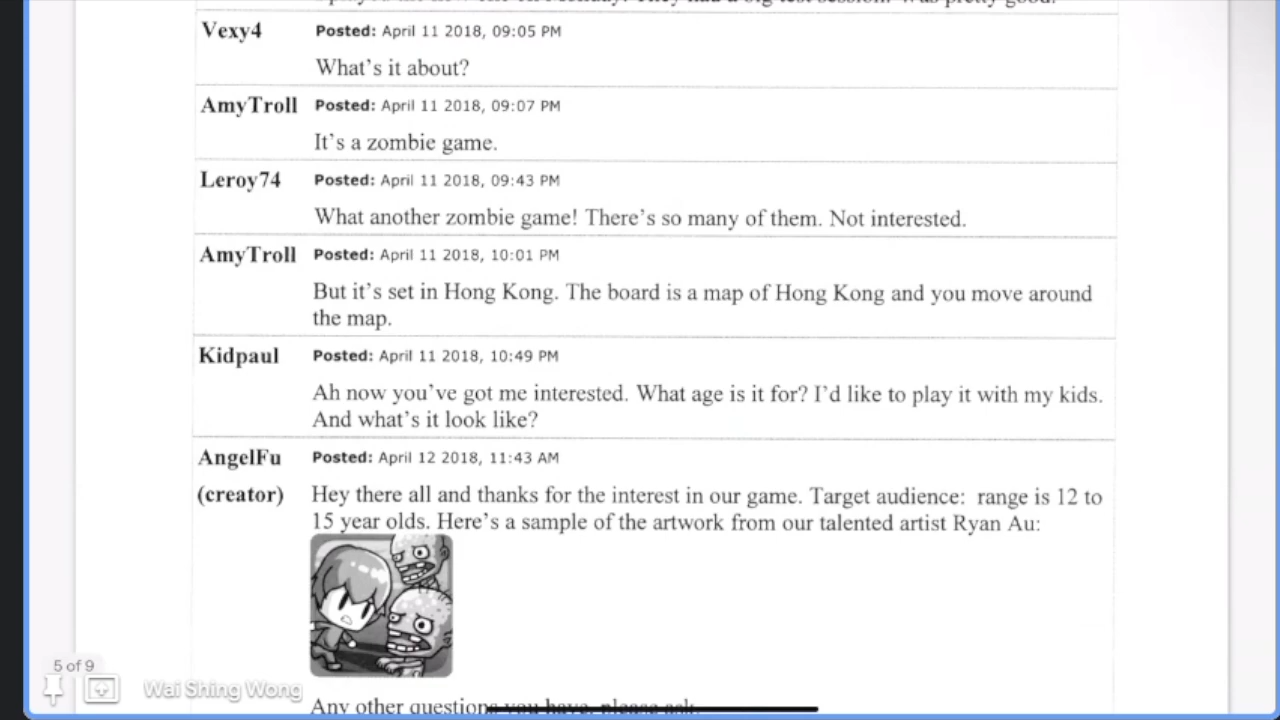 Vexy4 Posted: April 11 2018, 09:05 PM
What's it about?
AmyTroll Posted: April 11 2018, 09:07 PM
It's a zombie game.
Leroy74 Posted: April 11 2018, 09:43 PM
What another zombie game! There's so many of them. Not interested.
AmyTroll Posted: April 11 2018, 10:01 PM
But it's set in Hong Kong. The board is a map of Hong Kong and you move around
the map.
Kidpaul Posted: April 11 2018, 10:49 PM
Ah now you've got me interested. What age is it for? I'd like to play it with my kids.
And what's it look like?
AngelFu Posted: April 12 2018, 11:43 AM
(creator) Hey there all and thanks for the interest in our game. Target audience: range is 12 to
15 year olds. Here's a sample of the artwork from our talented artist Ryan Au:
5 of 9
Wai Shing Wong
Any other questions you have, please ask.